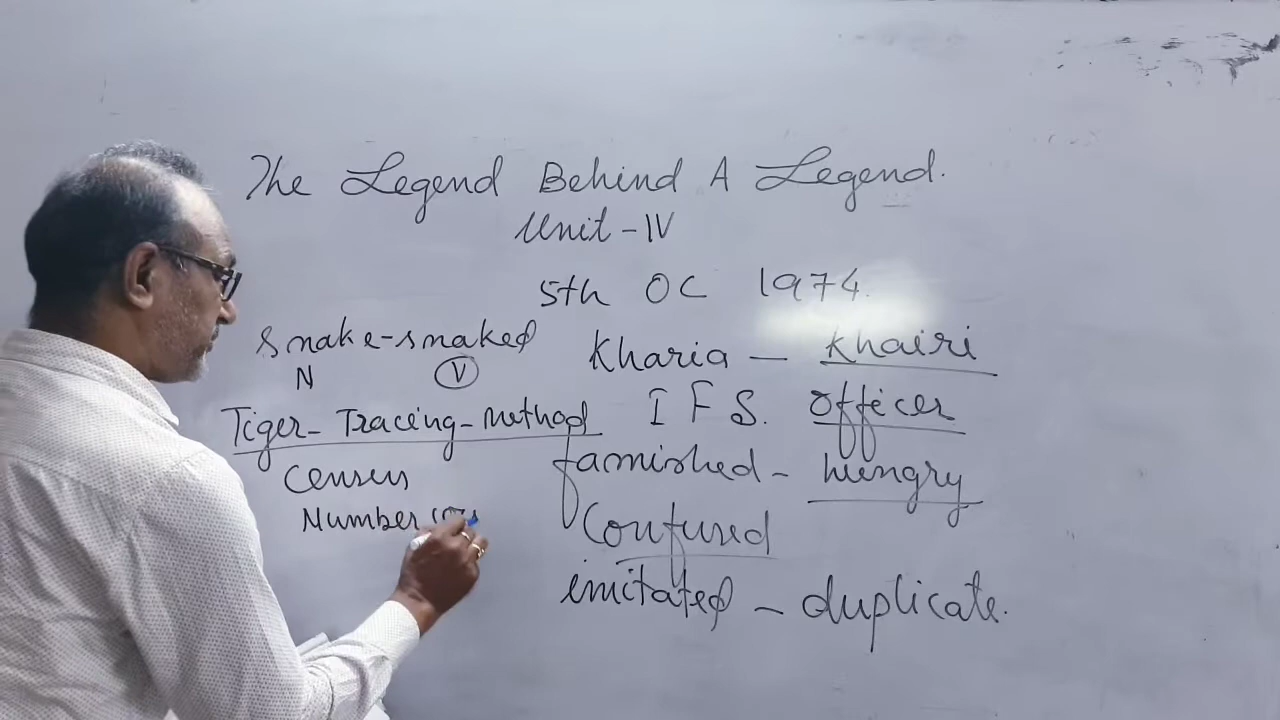 The Legend Behind A Legend.
Unit - IV
5th OC 1974.
Snake-snaked
N V
Tiger-Tracing-Method
Census
Number
Kharia - Khairi
I F S. Officer
famished - hungry
Confused
imitated - duplicate.